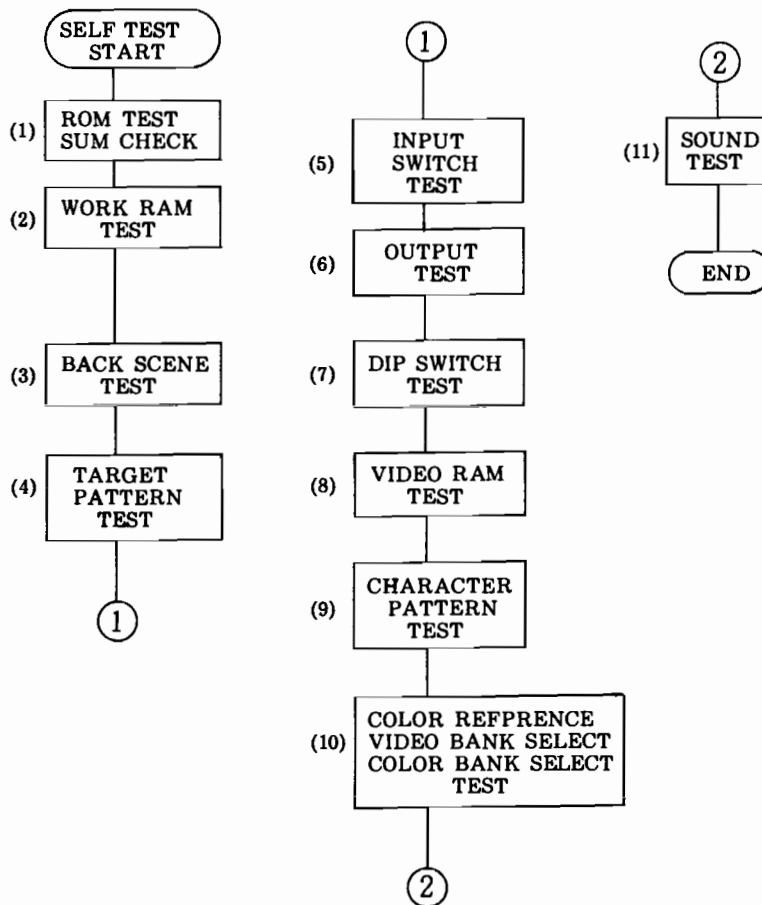 SELF TEST
START
(1)
ROM TEST
SUM CHECK
(2)
WORK RAM
TEST
(3)
BACK SCENE
TEST
(4)
TARGET
PATTERN
TEST
1
1
(5)
INPUT
SWITCH
TEST
(6)
OUTPUT
TEST
(7)
DIP SWITCH
TEST
(8)
VIDEO RAM
TEST
(9)
CHARACTER
PATTERN
TEST
(10)
COLOR REFPRENCE
VIDEO BANK SELECT
COLOR BANK SELECT
TEST
2
2
(11)
SOUND
TEST
END